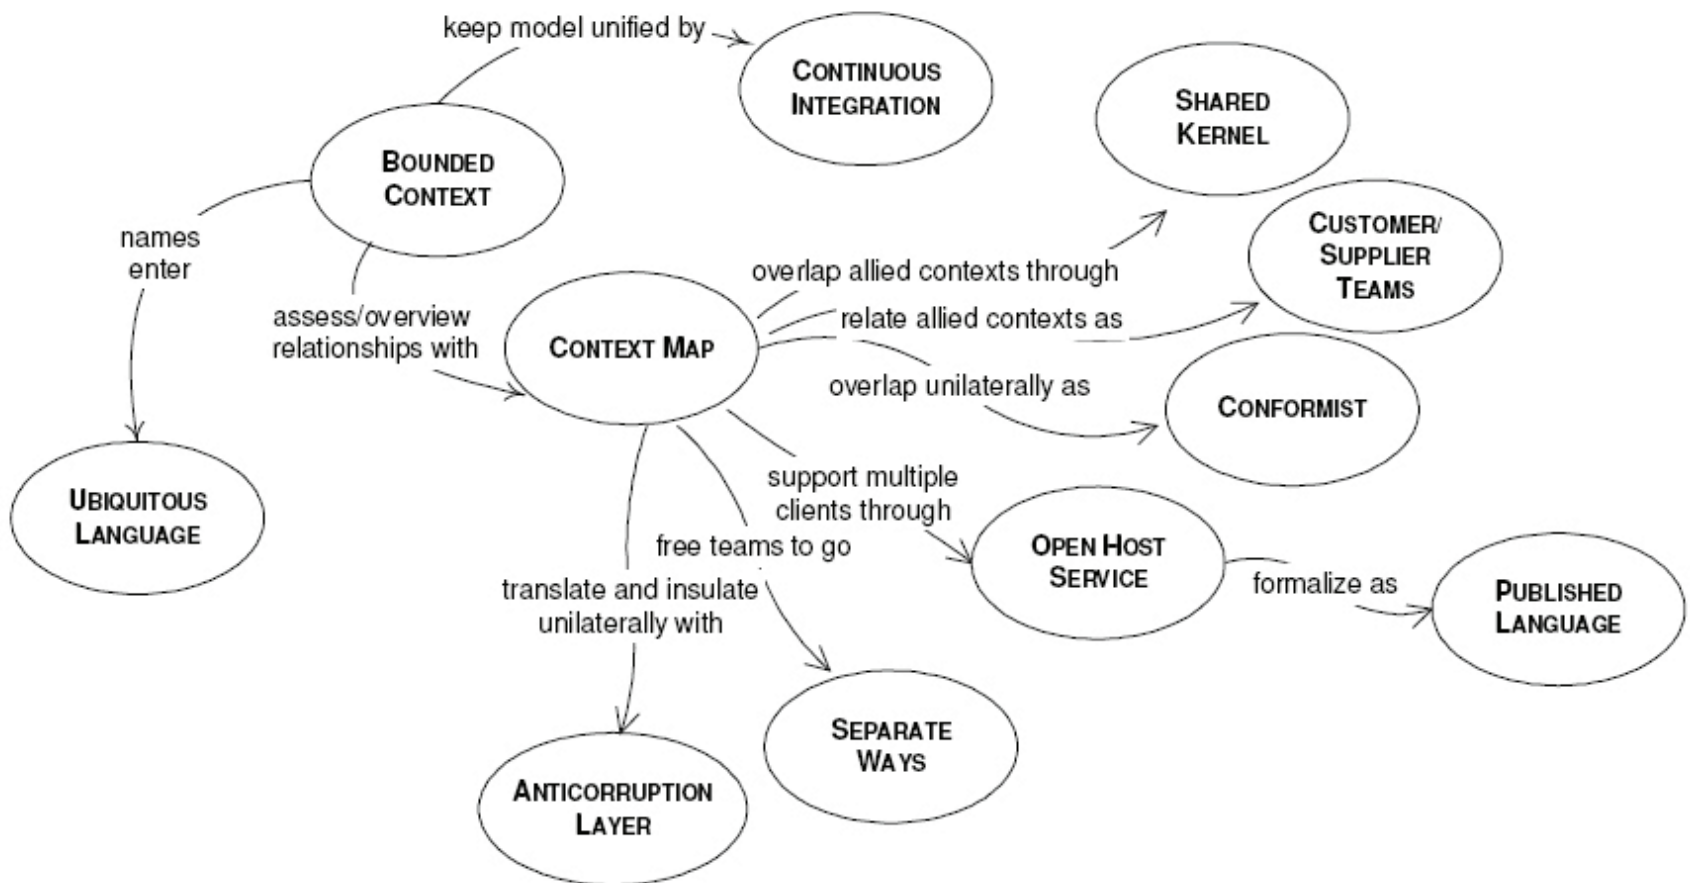 keep model unified by
CONTINUOUS
INTEGRATION
SHARED
KERNEL
BOUNDED
CONTEXT
names
enter
CUSTOMER/
SUPPLIER
TEAMS
overlap allied contexts through
assess/overview
relationships with
CONTEXT MAP
relate allied contexts as
overlap unilaterally as
CONFORMIST
UBIQUITOUS
LANGUAGE
support multiple
clients through
free teams to go
OPEN HOST
SERVICE
formalize as
PUBLISHED
LANGUAGE
translate and insulate
unilaterally with
SEPARATE
WAYS
ANTICORRUPTION
LAYER